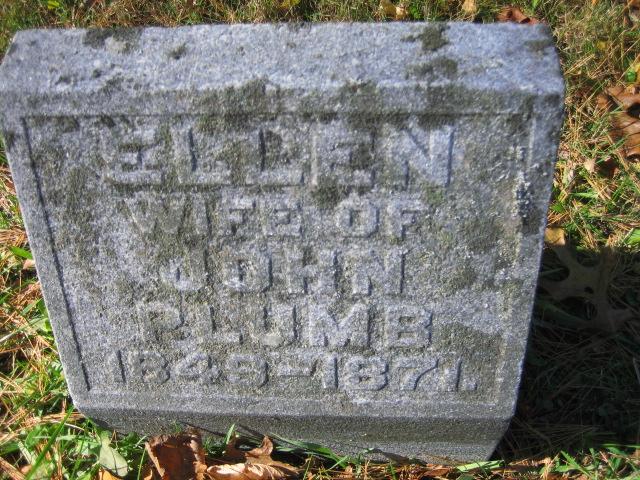 ELLEN
WIFE OF
JOHN
PLUMB
1849-1871.